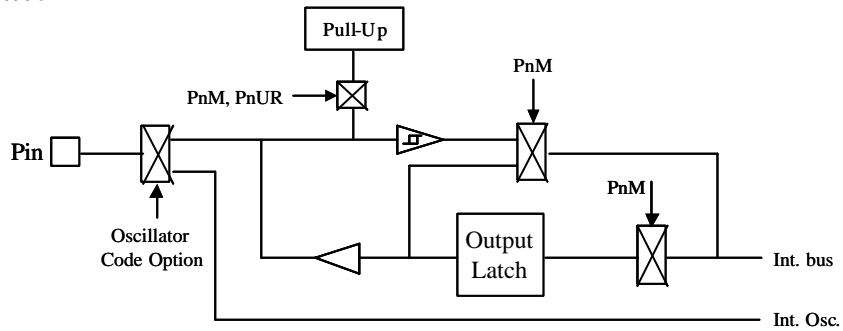 Pull-Up
PnM
PnM, PnUR
Pin
PnM
Oscillator
Code Option
Output
Latch
Int. bus
Int. Osc.